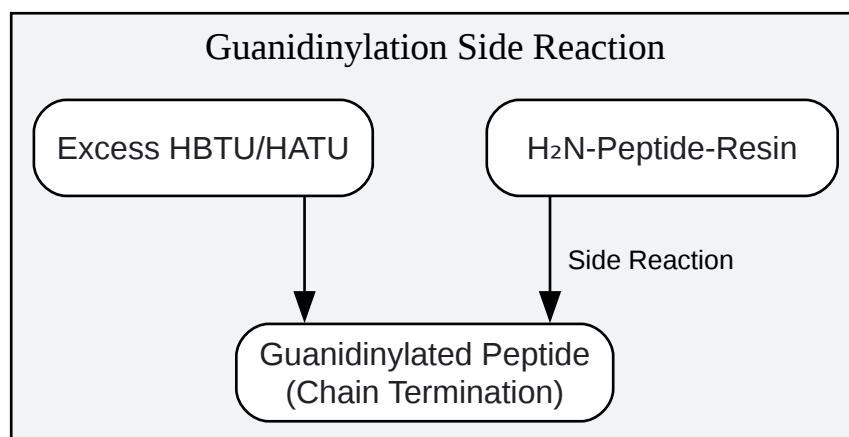 Guanidinylation Side Reaction
Excess HBTU/HATU
H₂N-Peptide-Resin
Side Reaction
Guanidinylated Peptide
(Chain Termination)